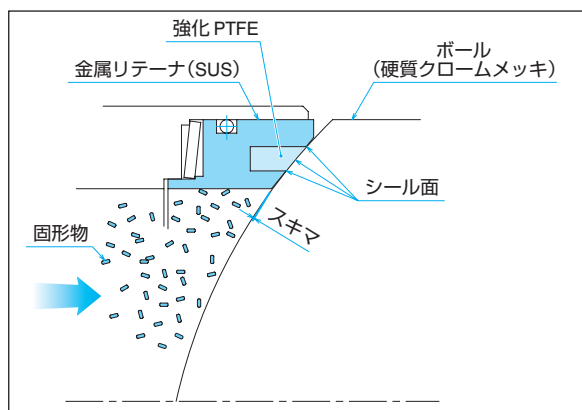 強化 PTFE
金属リテーナ(SUS)
ボール
(硬質クロームメッキ)
シール面
スキマ
固形物